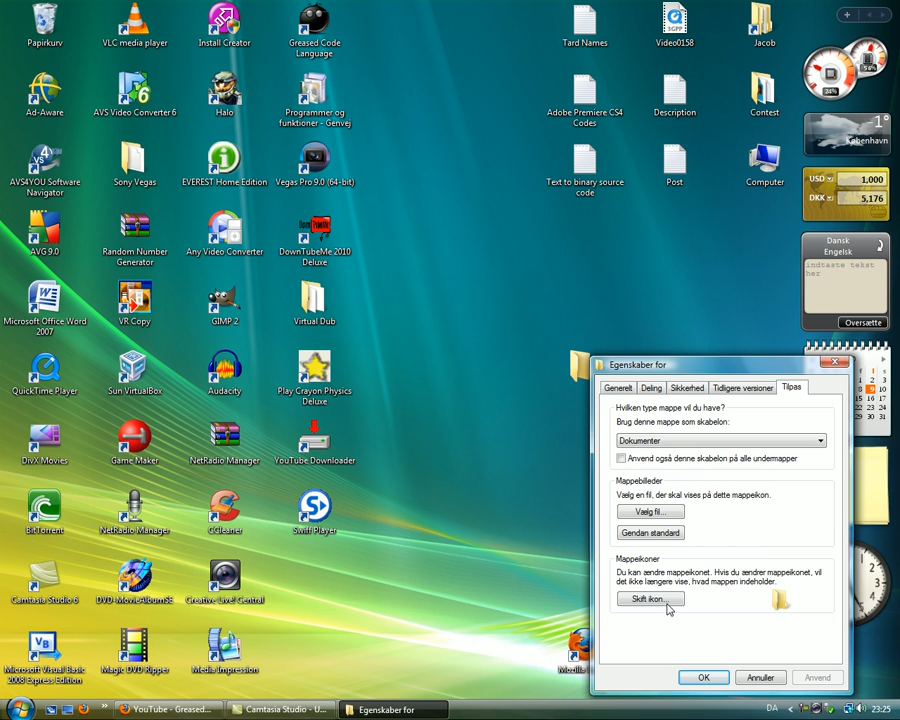 Papirkurv
VLC media player
Install Creator
Greased Code
Language
Tard Names
Video0158
Jacob
Ad-Aware
AVS Video Converter 6
Halo
Programmer og
funktioner - Genvej
Adobe Premiere CS4
Codes
Description
Contest
AVS4YOU Software
Navigator
Sony Vegas
EVEREST Home Edition
Vegas Pro 9.0 (64-bit)
Text to binary source
code
Post
Computer
AVG 9.0
Random Number
Generator
Any Video Converter
DownTubeMe 2010
Deluxe
Microsoft Office Word
2007
VR Copy
GIMP 2
Virtual Dub
QuickTime Player
Sun VirtualBox
Audacity
Play Crayon Physics
Deluxe
DivX Movies
Game Maker
NetRadio Manager
YouTube Downloader
BitTorrent
NetRadio Manager
CCleaner
Swiff Player
Camtasia Studio 6
DVD-MovieAlbumSE
Creative Live! Central
Microsoft Visual Basic
2008 Express Edition
Magic DVD Ripper
Media Impression
Mozilla
24%
-1°
København
USD
1,000
DKK
5,176
Dansk
Engelsk
indtaste tekst
her
Oversætte
Egenskaber for
Generelt
Deling
Sikkerhed
Tidligere versioner
Tilpas
Hvilken type mappe vil du have?
Brug denne mappe som skabelon:
Dokumenter
Anvend også denne skabelon på alle undermapper
Mappebilleder
Vælg en fil, der skal vises på dette mappeikon.
Vælg fil...
Gendan standard
Mappeikoner
Du kan ændre mappeikonet. Hvis du ændrer mappeikonet, vil
det ikke længere vise, hvad mappen indeholder.
Skift ikon...
OK
Annuller
Anvend
YouTube - Greased...
Camtasia Studio - U...
Egenskaber for
DA
23:25